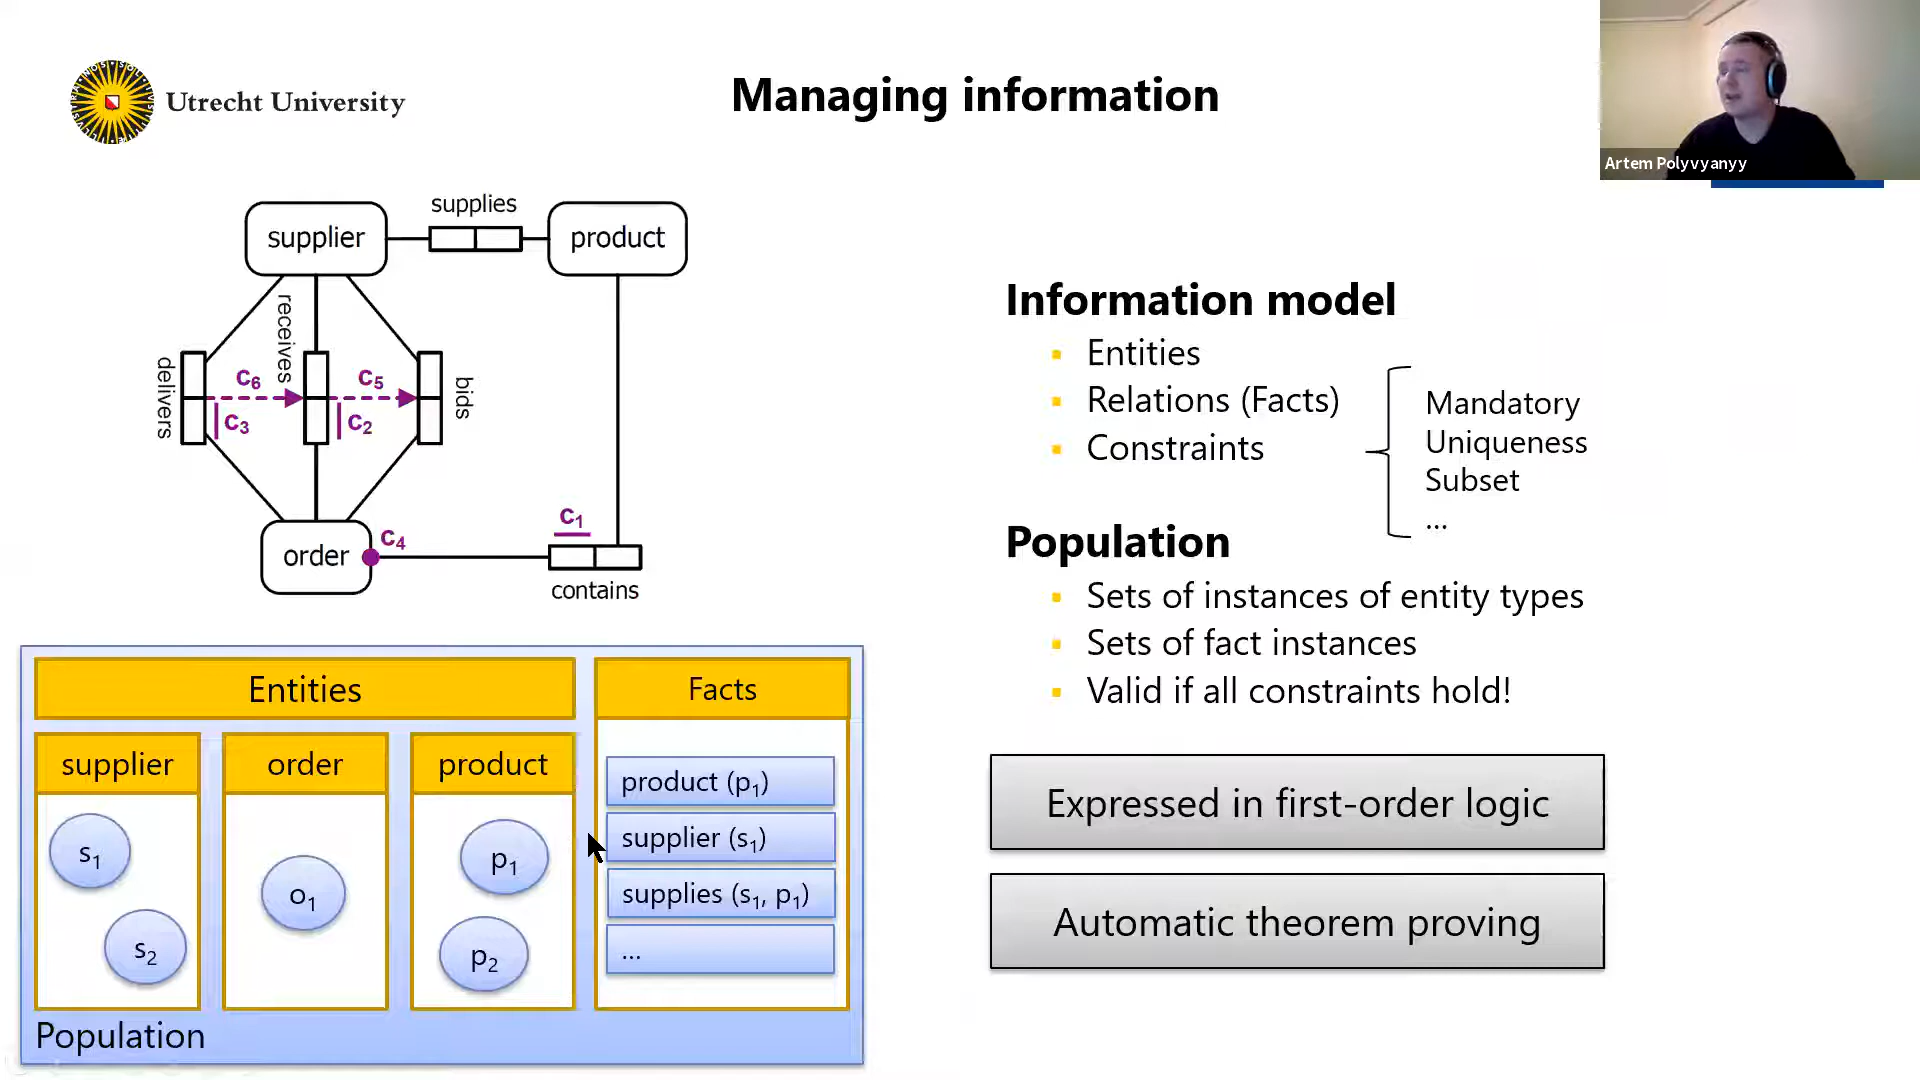 Utrecht University
Managing information
Artem Polyvyanyy
supplies
supplier
product
receives
delivers
c6
c5
bids
c3
c2
order
c4
c1
contains
Information model
Entities
Relations (Facts)
Constraints
Mandatory
Uniqueness
Subset
...
Population
Sets of instances of entity types
Sets of fact instances
Valid if all constraints hold!
Expressed in first-order logic
Automatic theorem proving
Entities
Facts
supplier
order
product
s1
s2
o1
p1
p2
product (p1)
supplier (s1)
supplies (s1, p1)
...
Population